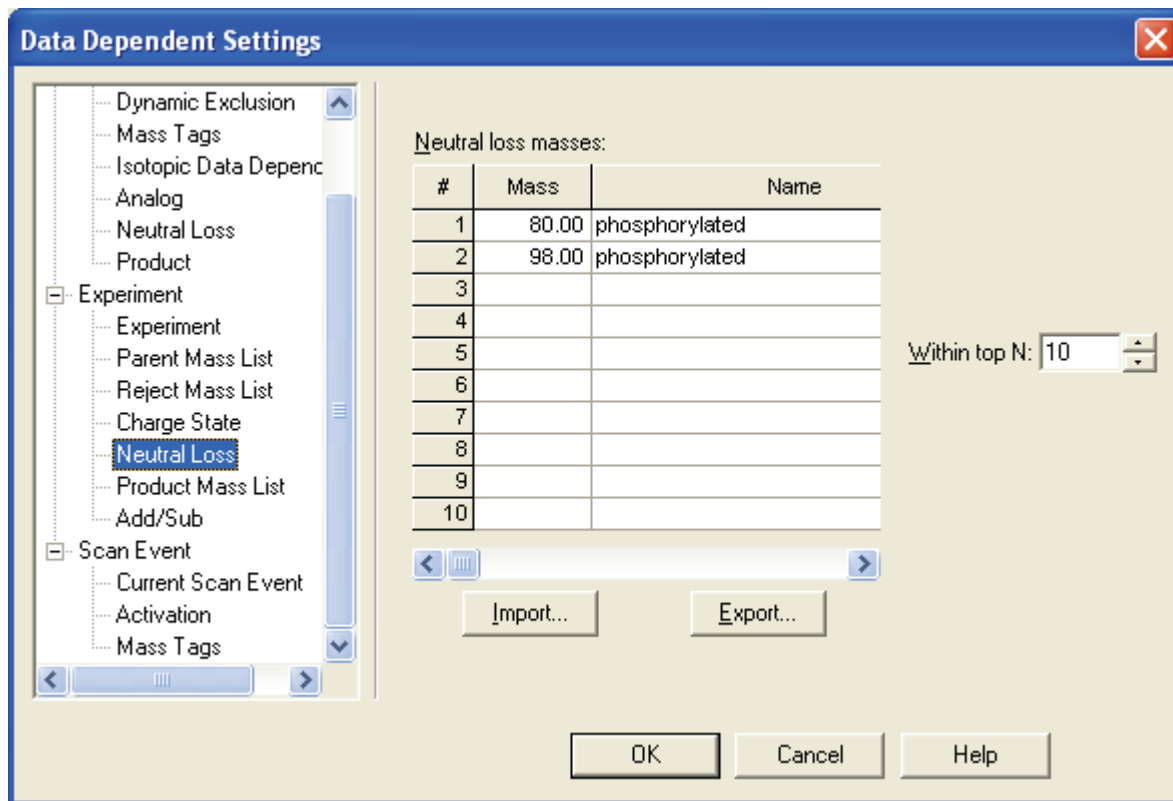 Data Dependent Settings
Dynamic Exclusion
Mass Tags
Isotopic Data Depenc
Analog
Neutral Loss
Product
Experiment
Experiment
Parent Mass List
Reject Mass List
Charge State
Neutral Loss
Product Mass List
Add/Sub
Scan Event
Current Scan Event
Activation
Mass Tags
Neutral loss masses:
# Mass Name
1 80.00 phosphorylated
2 98.00 phosphorylated
3
4
5
6
7
8
9
10
Within top N: 10
Import... Export...
OK Cancel Help